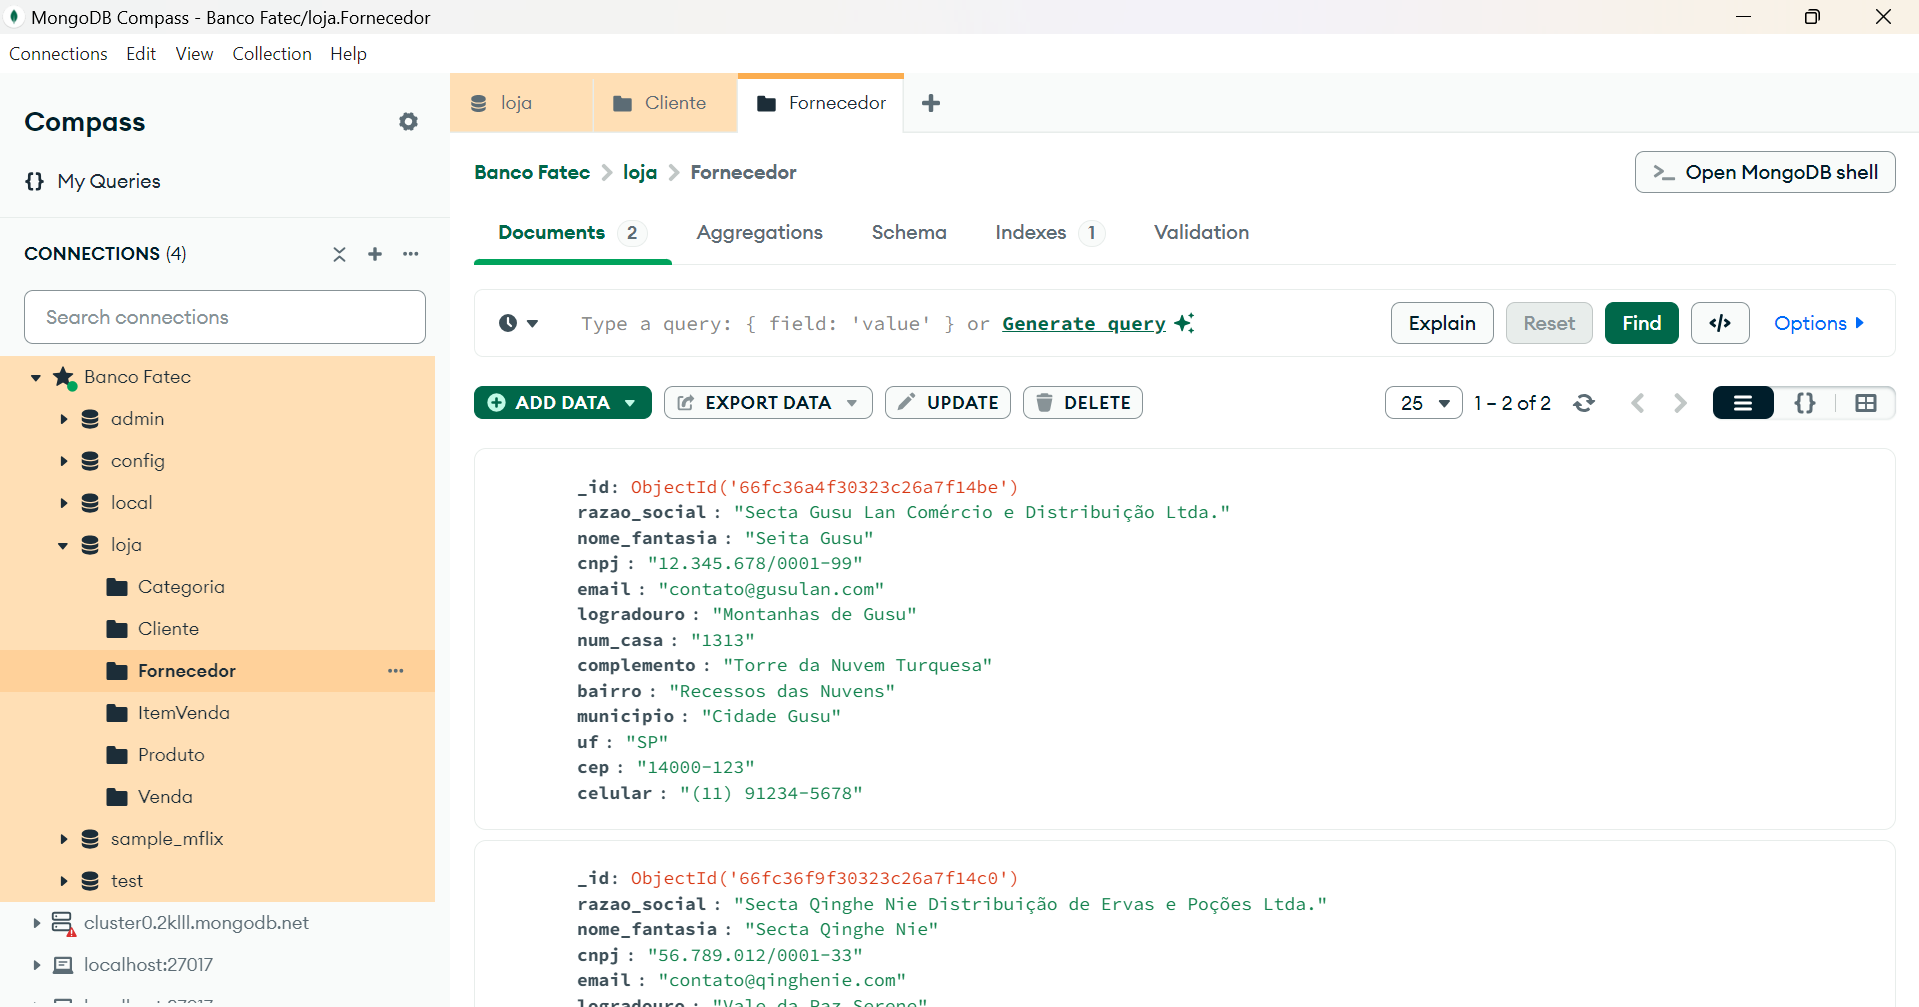 MongoDB Compass - Banco Fatec/loja.Fornecedor
Connections Edit View Collection Help
Compass
{} My Queries
CONNECTIONS (4)
Search connections
Banco Fatec
admin
config
local
loja
Categoria
Cliente
Fornecedor
ItemVenda
Produto
Venda
sample_mflix
test
cluster0.2klll.mongodb.net
localhost:27017
loja Cliente Fornecedor
Banco Fatec > loja > Fornecedor
>_ Open MongoDB shell
Documents 2 Aggregations Schema Indexes 1 Validation
Type a query: { field: 'value' } or Generate query
Explain Reset Find </> Options
ADD DATA EXPORT DATA UPDATE DELETE
25 1 – 2 of 2 {}
_id: ObjectId('66fc36a4f30323c26a7f14be')
razao_social : "Secta Gusu Lan Comércio e Distribuição Ltda."
nome_fantasia : "Seita Gusu"
cnpj : "12.345.678/0001-99"
email : "contato@gusulan.com"
logradouro : "Montanhas de Gusu"
num_casa : "1313"
complemento : "Torre da Nuvem Turquesa"
bairro : "Recessos das Nuvens"
municipio : "Cidade Gusu"
uf : "SP"
cep : "14000-123"
celular : "(11) 91234-5678"
_id: ObjectId('66fc36f9f30323c26a7f14c0')
razao_social : "Secta Qinghe Nie Distribuição de Ervas e Poções Ltda."
nome_fantasia : "Secta Qinghe Nie"
cnpj : "56.789.012/0001-33"
email : "contato@qinghenie.com"
logradouro : "Vale da Paz Serene"